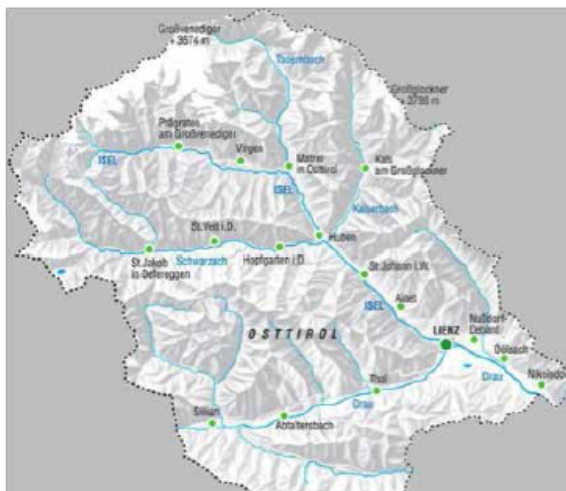 Großvenediger
+ 3674 m
Tauernbach
Großglockner
+ 3798 m
Prägraten
am Großvenediger
Virgen
ISEL
Matrei
in Osttirol
Kals
am Großglockner
ISEL
Kalserbach
St.Veit i.D.
Huben
St.Jakob
in Defereggen
Schwarzach
Hopfgarten i.D.
St.Johann i.W.
ISEL
Ainet
Nußdorf-
Debant
OSTTIROL
LIENZ
Dölsach
Thal
Drau
Nikolsdorf
Drau
Sillian
Abfaltersbach